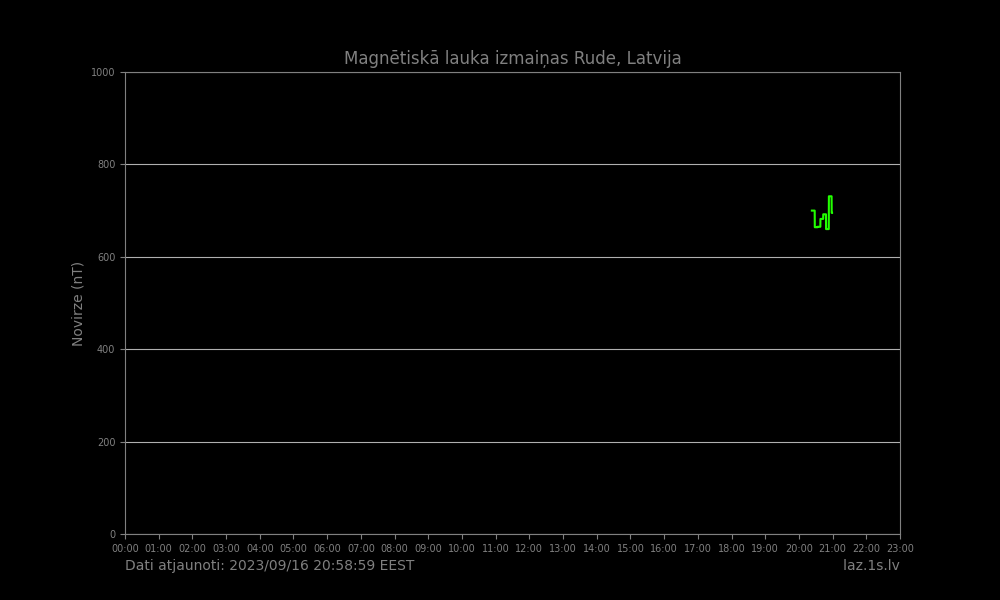 Magnētiskā lauka izmaiņas Rude, Latvija
1000
800
600
400
200
0
Novirze (nT)
00:00 01:00 02:00 03:00 04:00 05:00 06:00 07:00 08:00 09:00 10:00 11:00 12:00 13:00 14:00 15:00 16:00 17:00 18:00 19:00 20:00 21:00 22:00 23:00
Dati atjaunoti: 2023/09/16 20:58:59 EEST
laz.1s.lv